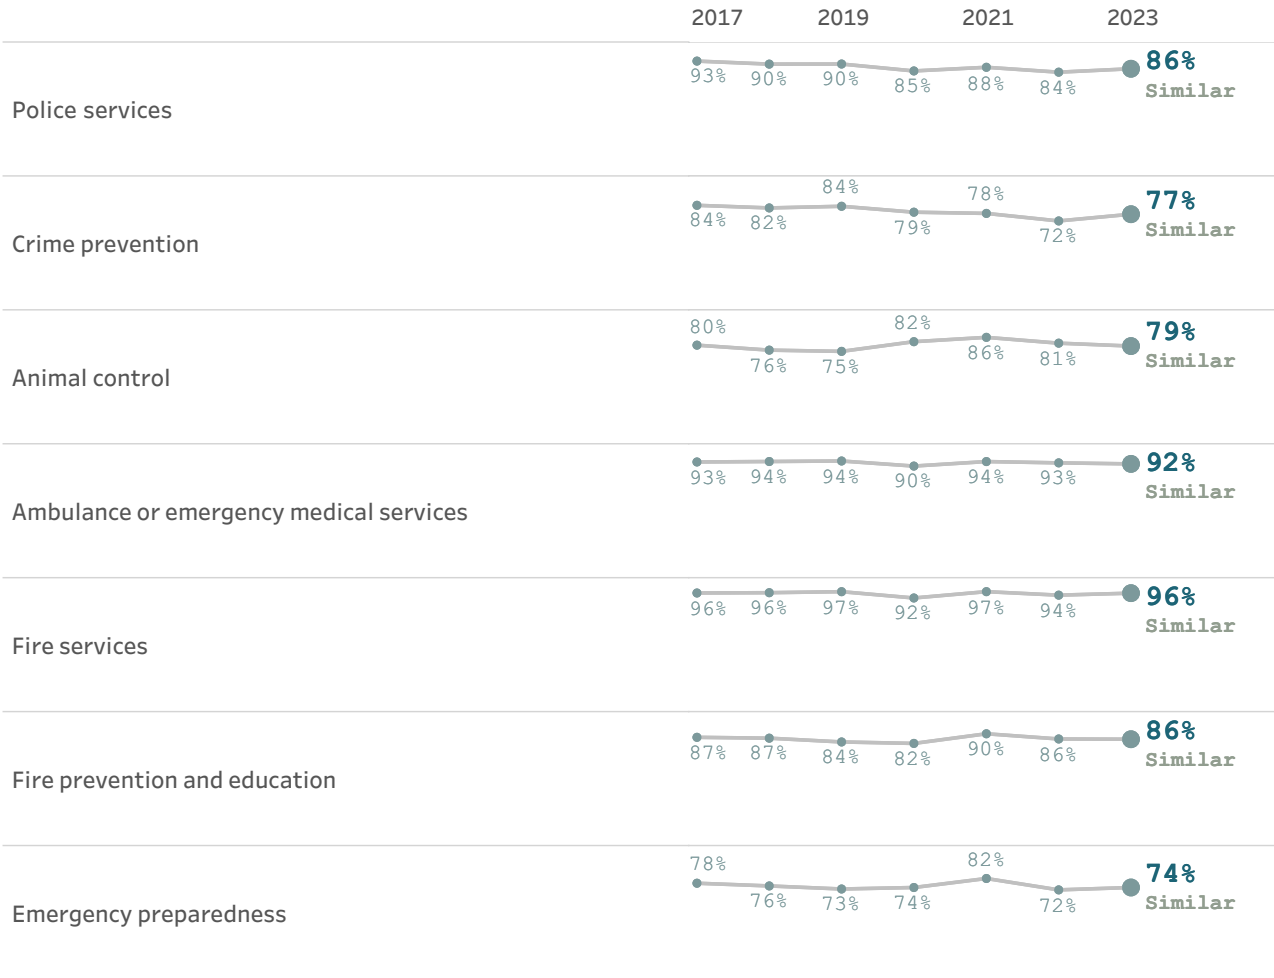 2017 2019 2021 2023
Police services
93% 90% 90% 85% 88% 84% 86%
Similar
Crime prevention
84% 82% 84% 79% 78% 72% 77%
Similar
Animal control
80% 76% 75% 82% 86% 81% 79%
Similar
Ambulance or emergency medical services
93% 94% 94% 90% 94% 93% 92%
Similar
Fire services
96% 96% 97% 92% 97% 94% 96%
Similar
Fire prevention and education
87% 87% 84% 82% 90% 86% 86%
Similar
Emergency preparedness
78% 76% 73% 74% 82% 72% 74%
Similar